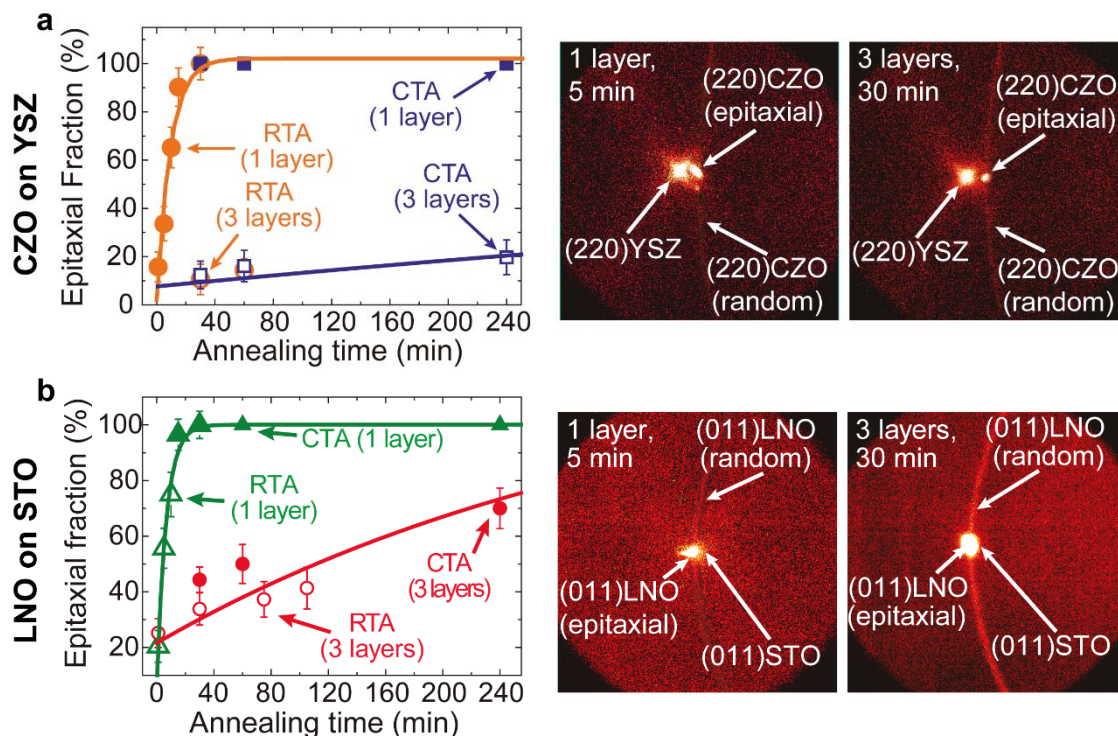 a
CZO on YSZ
Epitaxial Fraction (%)
100
80
60
40
20
0
CTA
(1 layer)
RTA
(1 layer)
RTA
(3 layers)
CTA
(3 layers)
0 40 80 120 160 200 240
Annealing time (min)
1 layer,
5 min
(220)CZO
(epitaxial)
(220)YSZ
(220)CZO
(random)
3 layers,
30 min
(220)CZO
(epitaxial)
(220)YSZ
(220)CZO
(random)
b
LNO on STO
Epitaxial fraction (%)
100
80
60
40
20
CTA (1 layer)
RTA
(1 layer)
CTA
(3 layers)
RTA
(3 layers)
0 40 80 120 160 200 240
Annealing time (min)
1 layer,
5 min
(011)LNO
(random)
(011)LNO
(epitaxial)
(011)STO
3 layers,
30 min
(011)LNO
(random)
(011)LNO
(epitaxial)
(011)STO